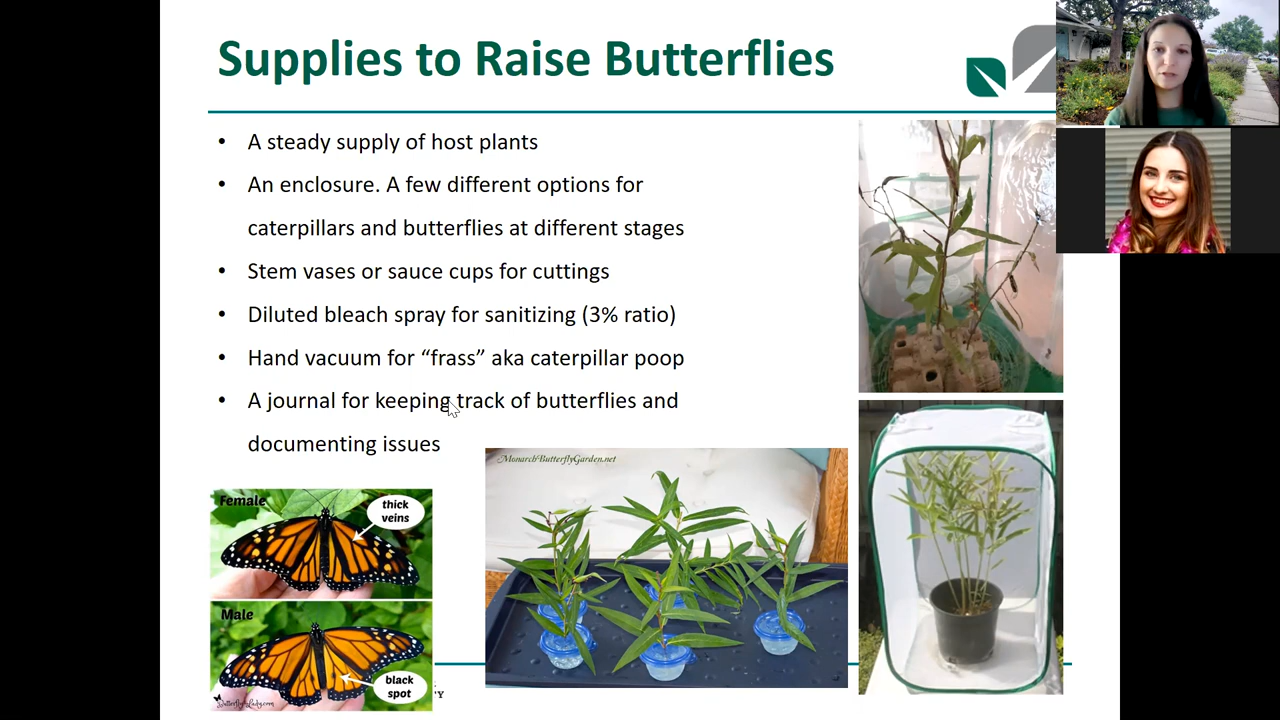 Supplies to Raise Butterflies
• A steady supply of host plants
• An enclosure. A few different options for
caterpillars and butterflies at different stages
• Stem vases or sauce cups for cuttings
• Diluted bleach spray for sanitizing (3% ratio)
• Hand vacuum for “frass” aka caterpillar poop
• A journal for keeping track of butterflies and
documenting issues
MonarchButterflyGarden.net
Female
thick
veins
Male
black
spot
ButterflyLady.com